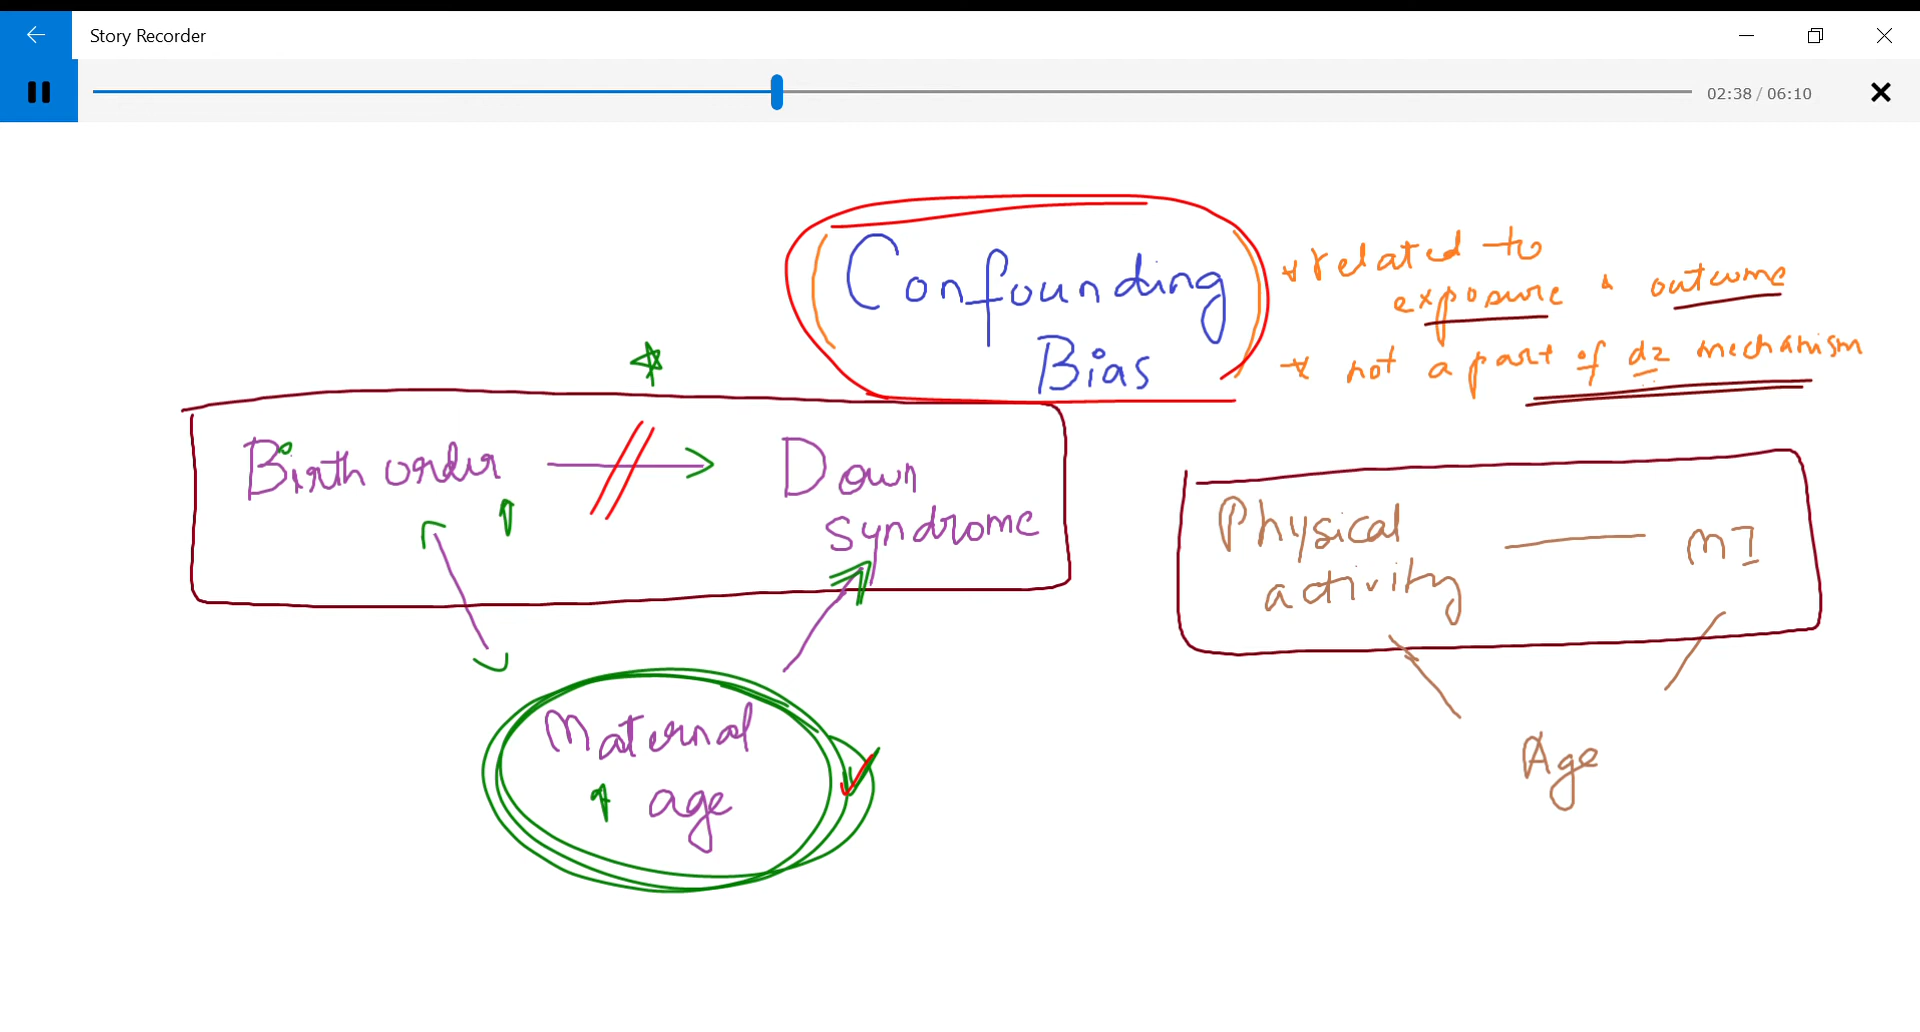 Story Recorder
02:38 / 06:10
Confounding
Bias
related to
exposure & outcome
not a part of dz mechanism
Birth order
Down
syndrome
Maternal
age
Physical
activity
MI
Age